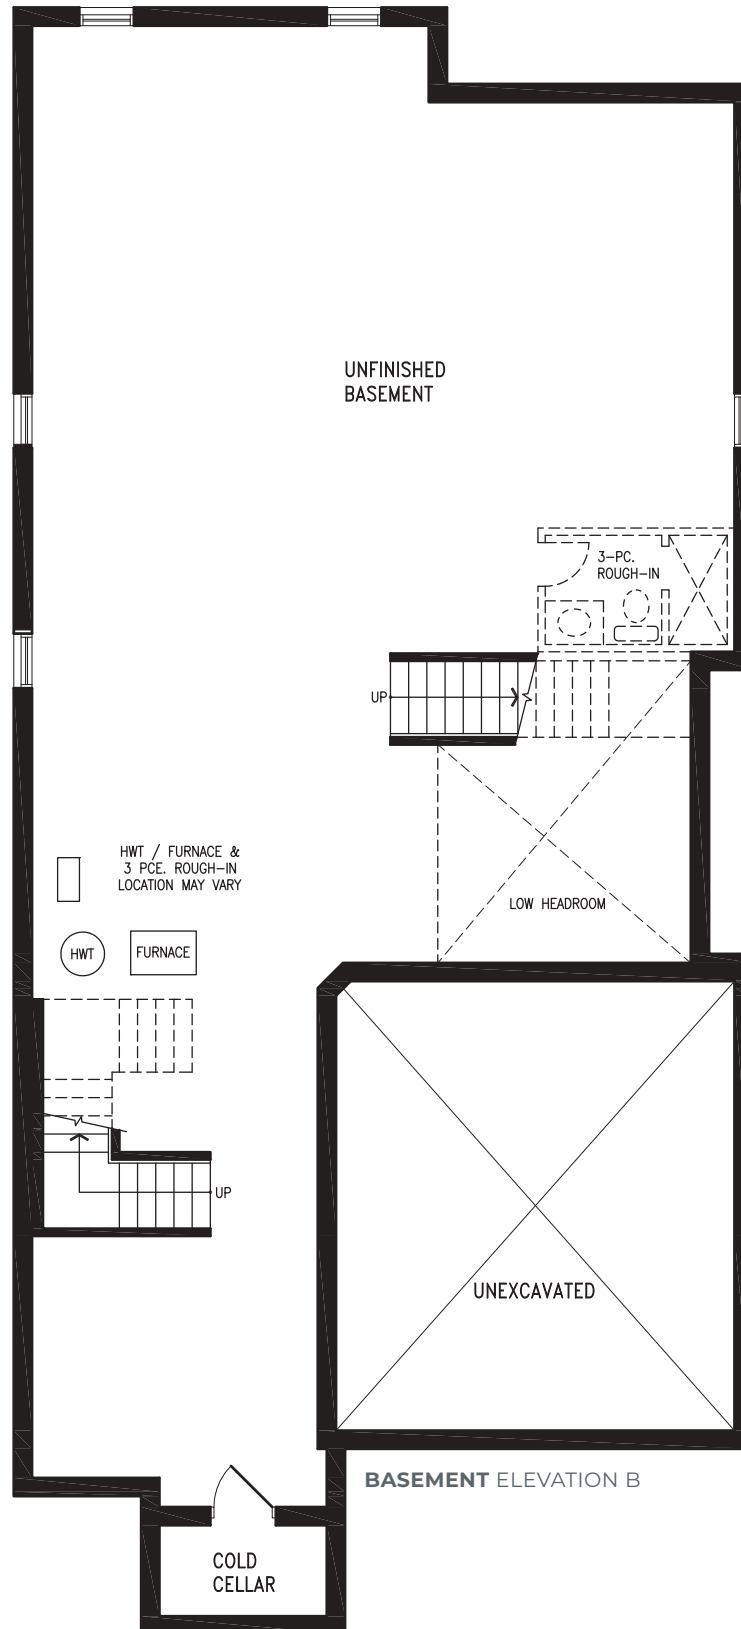 UNFINISHED
BASEMENT
3-PC.
ROUGH-IN
UP
HWT / FURNACE &
3 PCE. ROUGH-IN
LOCATION MAY VARY
LOW HEADROOM
HWT
FURNACE
UP
UNEXCAVATED
BASEMENT ELEVATION B
COLD
CELLAR